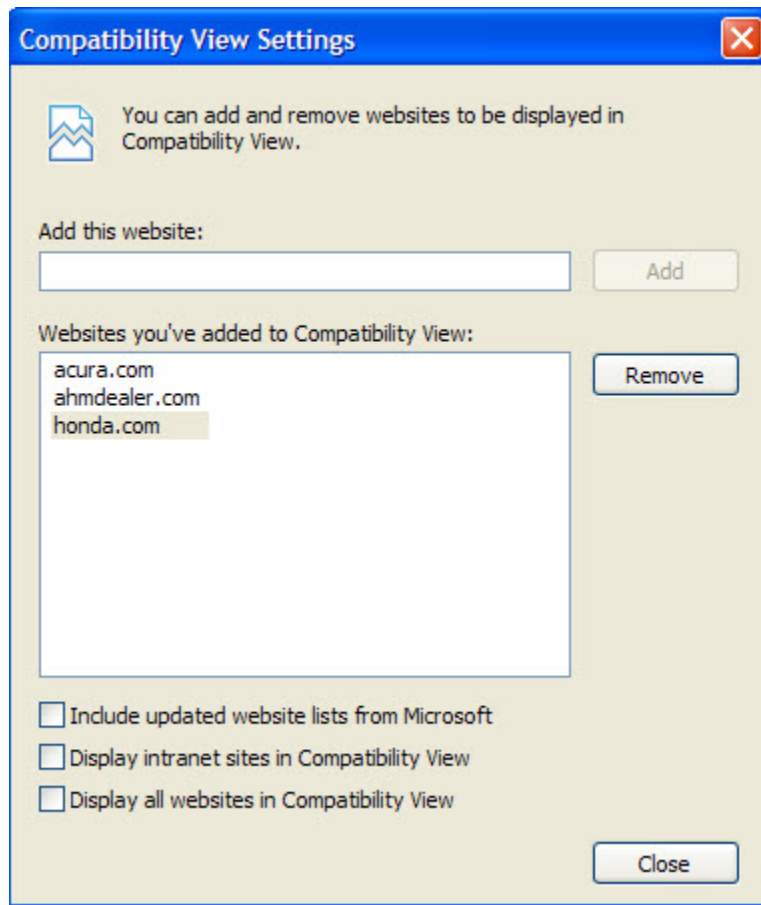 Compatibility View Settings
You can add and remove websites to be displayed in
Compatibility View.
Add this website:
Add
Websites you've added to Compatibility View:
acura.com
ahmdealer.com
honda.com
Remove
Include updated website lists from Microsoft
Display intranet sites in Compatibility View
Display all websites in Compatibility View
Close